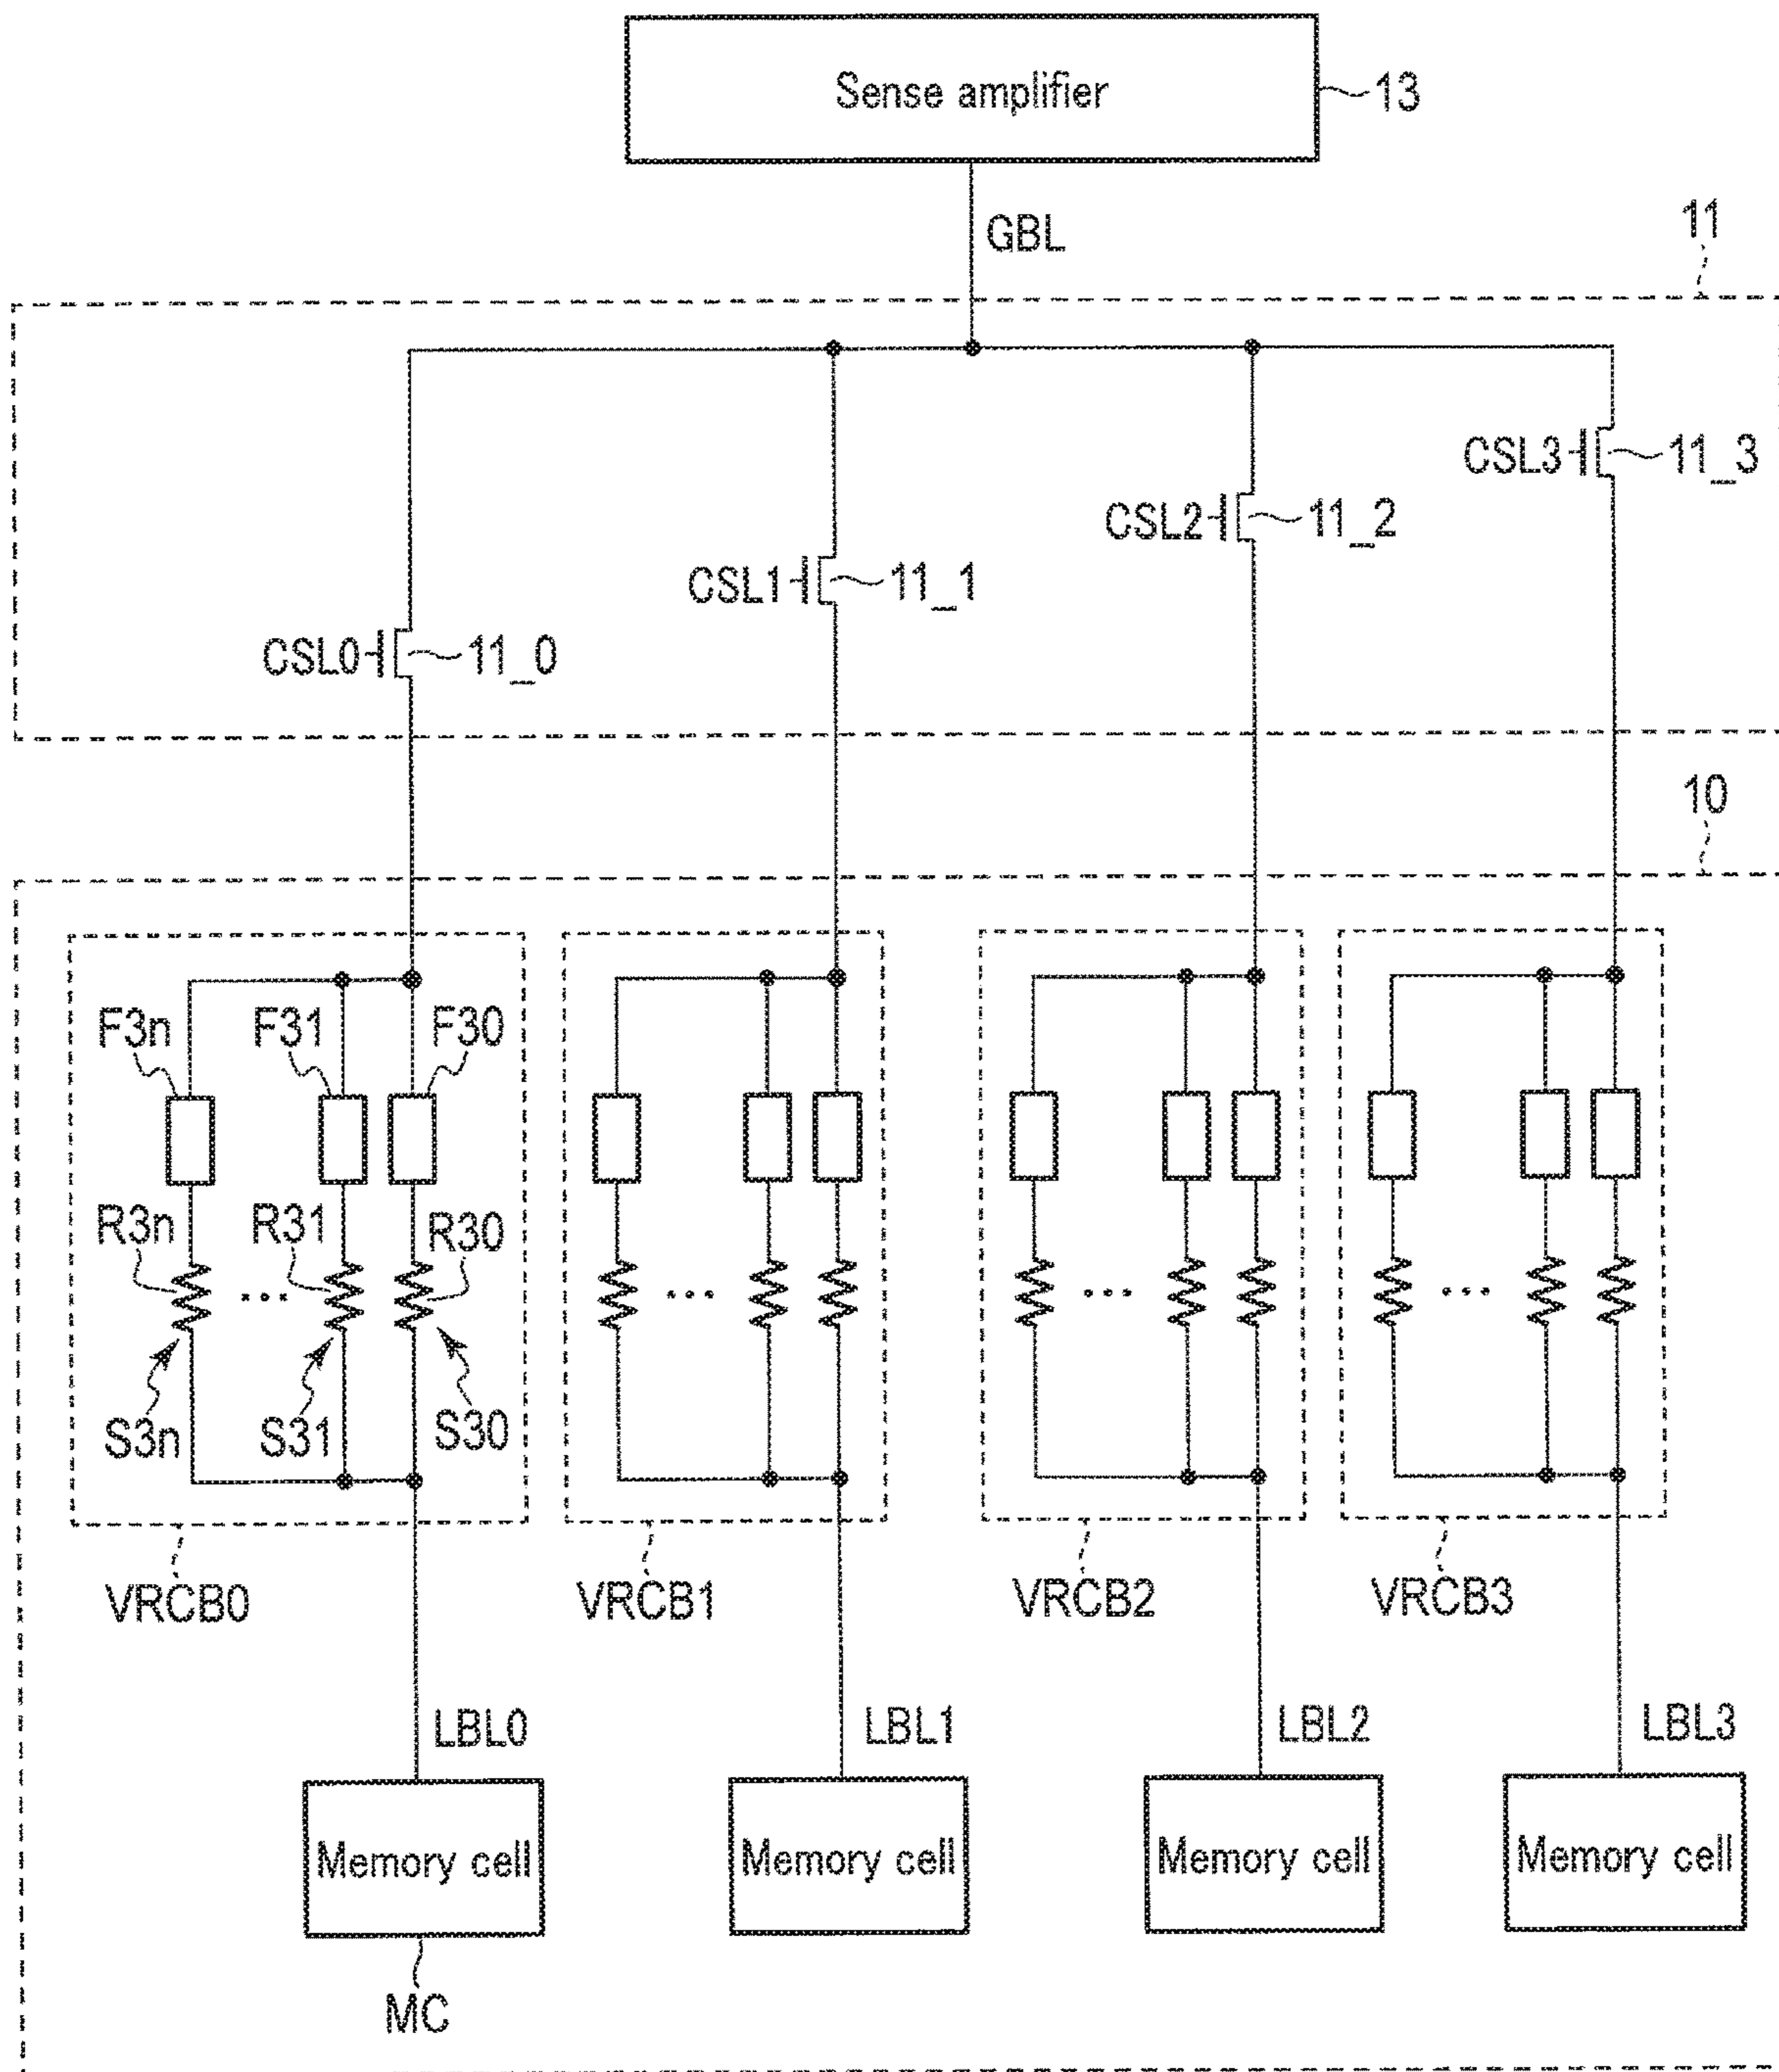 Sense amplifier
13
GBL
11
CSL3
11_3
CSL2
11_2
CSL1
11_1
CSL0
11_0
10
F3n
F31
F30
R3n
R31
R30
...
...
...
...
S3n
S31
S30
VRCB0
VRCB1
VRCB2
VRCB3
LBL0
LBL1
LBL2
LBL3
Memory cell
Memory cell
Memory cell
Memory cell
MC